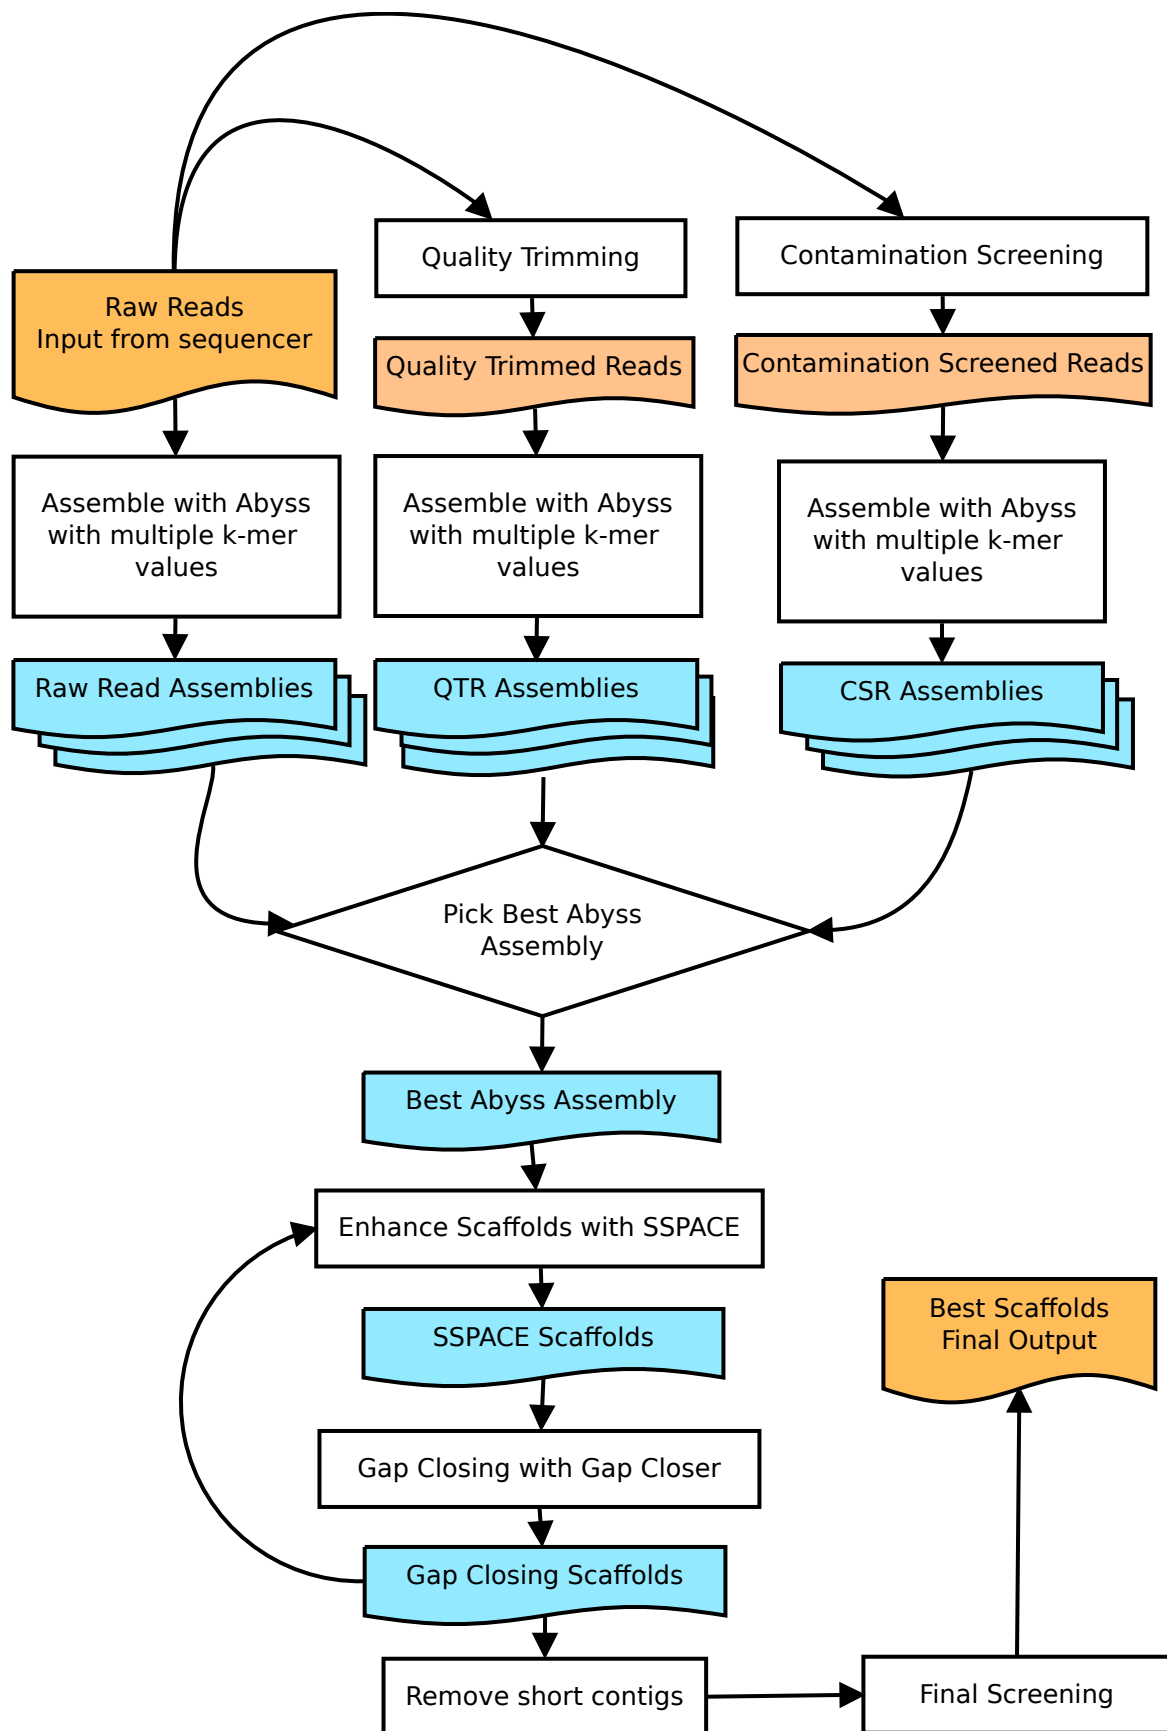 Quality Trimming
Contamination Screening
Raw Reads
Input from sequencer
Quality Trimmed Reads
Contamination Screened Reads
Assemble with Abyss
with multiple k-mer
values
Assemble with Abyss
with multiple k-mer
values
Assemble with Abyss
with multiple k-mer
values
Raw Read Assemblies
QTR Assemblies
CSR Assemblies
Pick Best Abyss
Assembly
Best Abyss Assembly
Enhance Scaffolds with SSPACE
SSPACE Scaffolds
Gap Closing with Gap Closer
Gap Closing Scaffolds
Remove short contigs
Final Screening
Best Scaffolds
Final Output